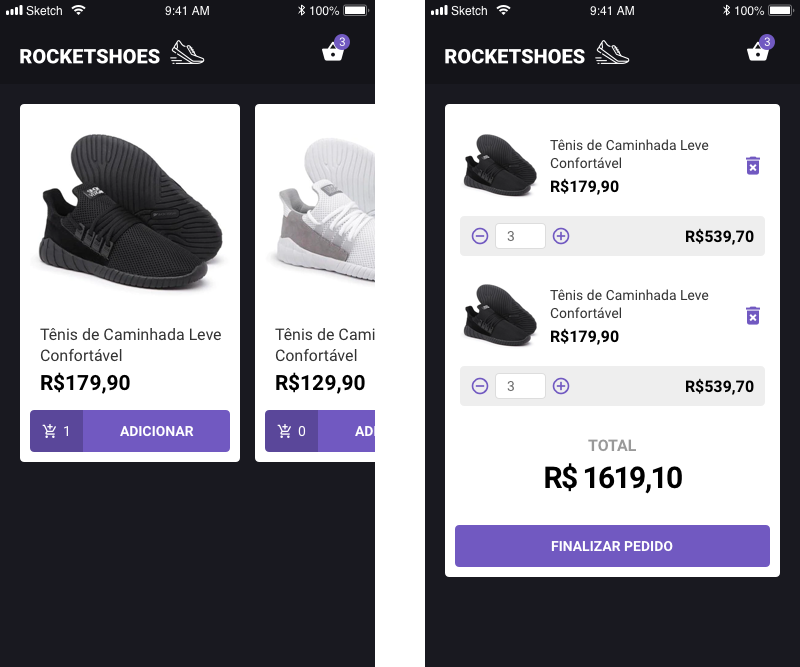 Sketch 9:41 AM 100%
ROCKETSHOES 3
Tênis de Caminhada Leve
Confortável
R$179,90
1 ADICIONAR
Tênis de Cami
Confortável
R$129,90
0 ADI
Sketch 9:41 AM 100%
ROCKETSHOES 3
Tênis de Caminhada Leve
Confortável
R$179,90
3 R$539,70
Tênis de Caminhada Leve
Confortável
R$179,90
3 R$539,70
TOTAL
R$ 1619,10
FINALIZAR PEDIDO